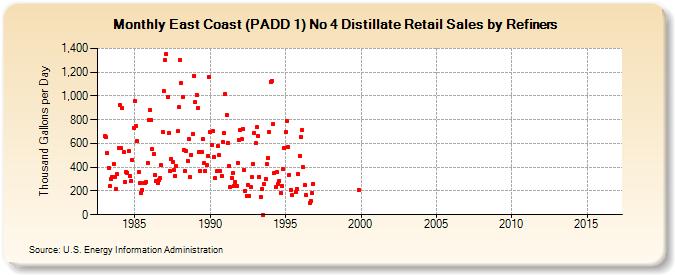 Monthly East Coast (PADD 1) No 4 Distillate Retail Sales by Refiners
Thousand Gallons per Day
1,400
1,200
1,000
800
600
400
200
0
1985 1990 1995 2000 2005 2010 2015
Source: U.S. Energy Information Administration